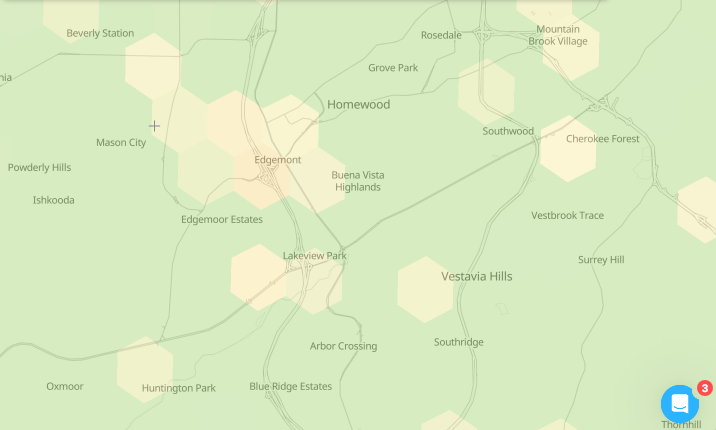 Beverly Station
Rosedale
Mountain
Brook Village
Grove Park
nia
Homewood
Southwood
Cherokee Forest
Mason City
Edgemont
Powderly Hills
Buena Vista
Highlands
Ishkooda
Edgemoor Estates
Vestbrook Trace
Lakeview Park
Surrey Hill
Vestavia Hills
Southridge
Arbor Crossing
Oxmoor
Huntington Park
Blue Ridge Estates
3
Thornhill